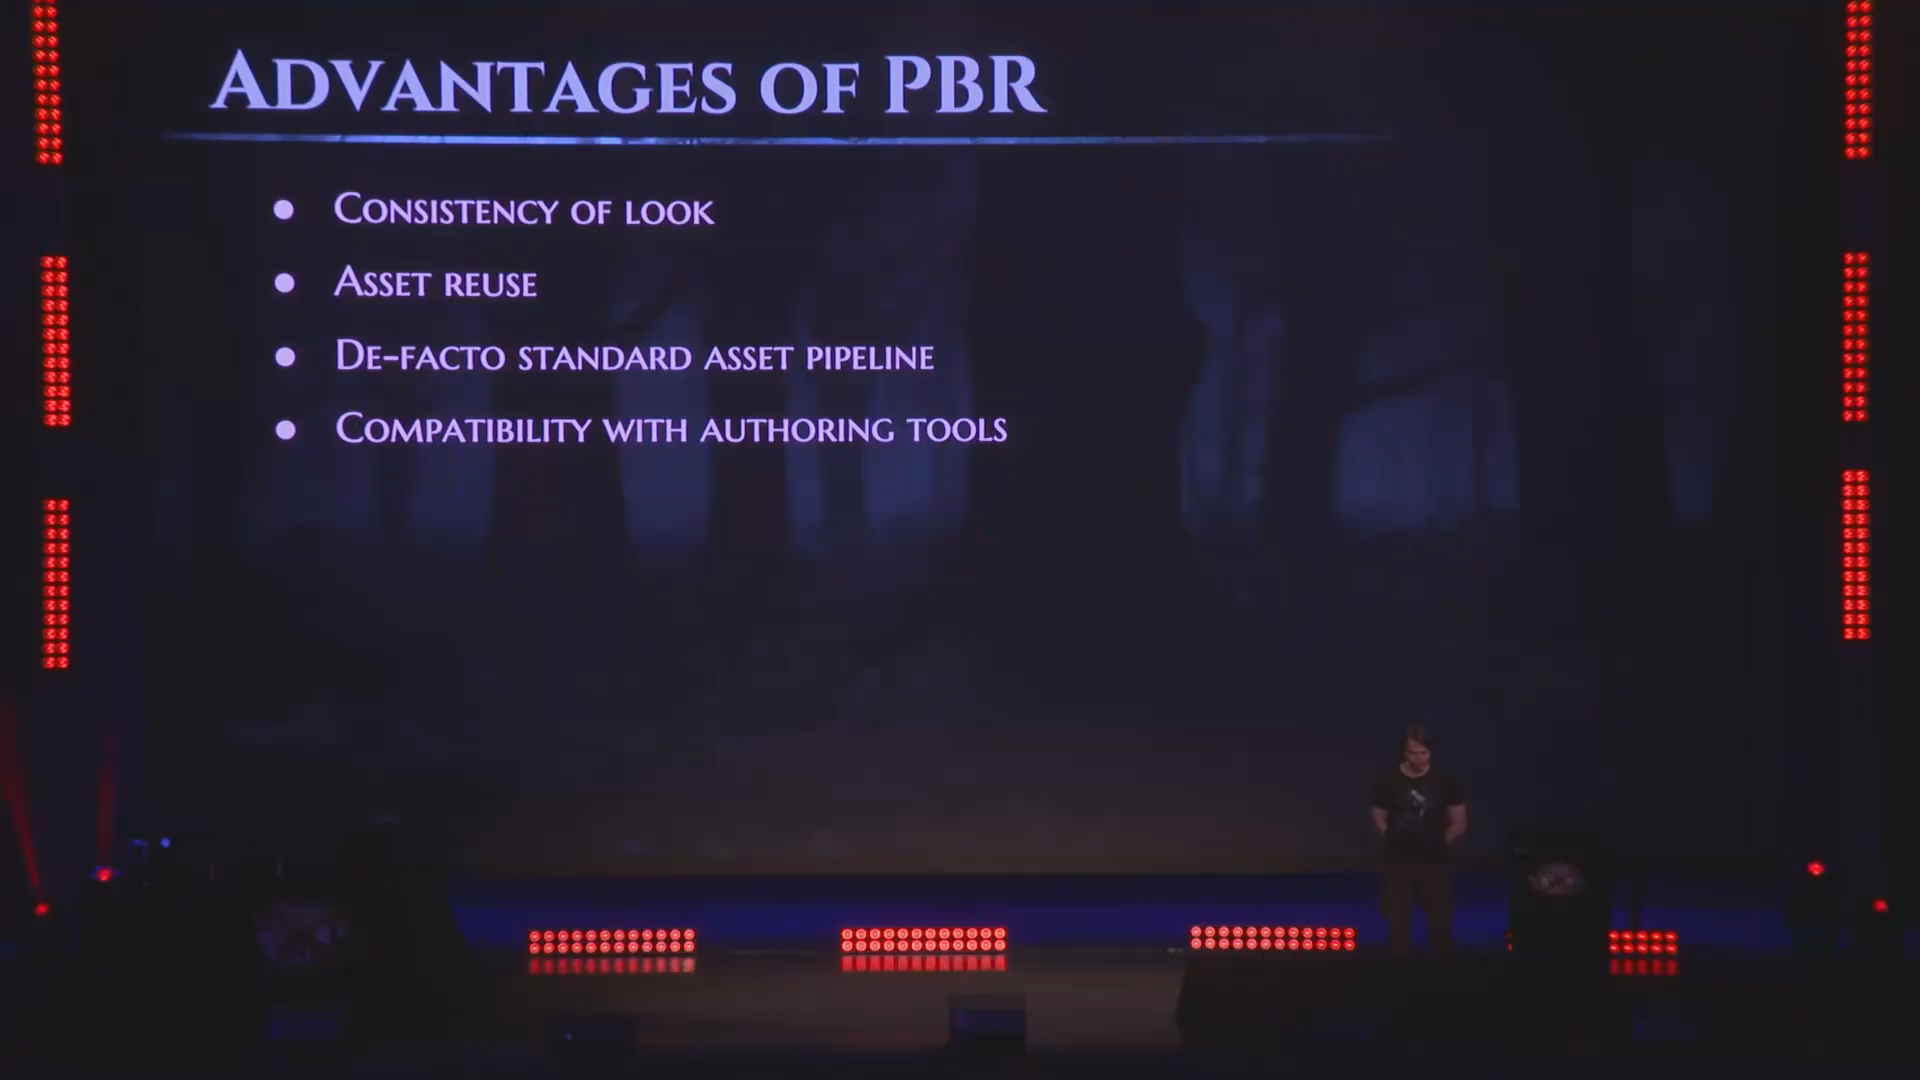 Advantages of PBR
Consistency of look
Asset reuse
De-facto standard asset pipeline
Compatibility with authoring tools